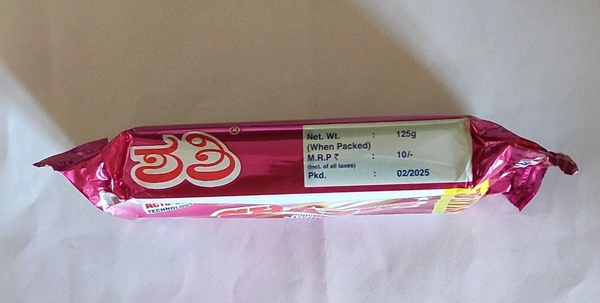 ®
Net. Wt. : 125g
(When Packed)
M.R.P ₹ : 10/-
(Incl. of all taxes)
Pkd. : 02/2025
TECHNOLOGY